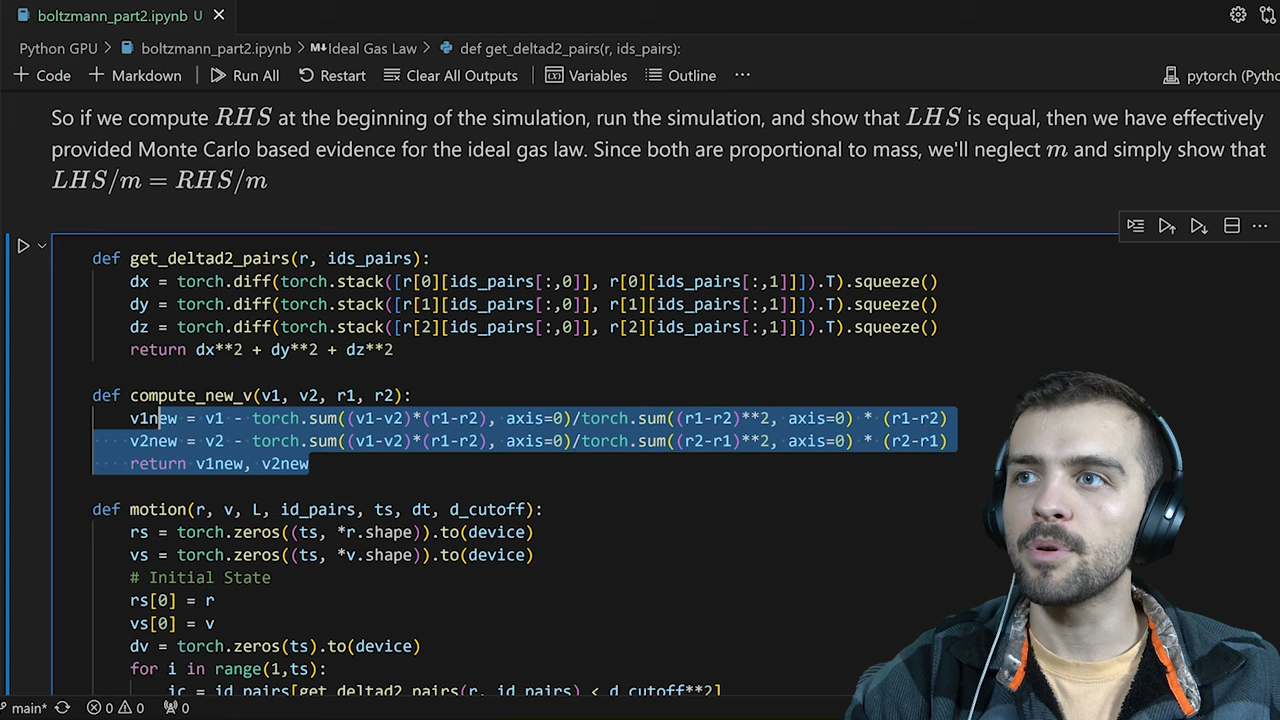 boltzmann_part2.ipynb U
Python GPU > boltzmann_part2.ipynb > M↓Ideal Gas Law > def get_deltad2_pairs(r, ids_pairs):
+ Code + Markdown | Run All Restart Clear All Outputs | Variables Outline ··· pytorch (Pytho
So if we compute RHS at the beginning of the simulation, run the simulation, and show that LHS is equal, then we have effectively
provided Monte Carlo based evidence for the ideal gas law. Since both are proportional to mass, we'll neglect m and simply show that
LHS/m = RHS/m
def get_deltad2_pairs(r, ids_pairs):
dx = torch.diff(torch.stack([r[0][ids_pairs[:,0]], r[0][ids_pairs[:,1]]]).T).squeeze()
dy = torch.diff(torch.stack([r[1][ids_pairs[:,0]], r[1][ids_pairs[:,1]]]).T).squeeze()
dz = torch.diff(torch.stack([r[2][ids_pairs[:,0]], r[2][ids_pairs[:,1]]]).T).squeeze()
return dx**2 + dy**2 + dz**2
def compute_new_v(v1, v2, r1, r2):
v1new = v1 - torch.sum((v1-v2)*(r1-r2), axis=0)/torch.sum((r1-r2)**2, axis=0) * (r1-r2)
v2new = v2 - torch.sum((v1-v2)*(r1-r2), axis=0)/torch.sum((r2-r1)**2, axis=0) * (r2-r1)
return v1new, v2new
def motion(r, v, L, id_pairs, ts, dt, d_cutoff):
rs = torch.zeros((ts, *r.shape)).to(device)
vs = torch.zeros((ts, *v.shape)).to(device)
# Initial State
rs[0] = r
vs[0] = v
dv = torch.zeros(ts).to(device)
for i in range(1,ts):
ic = id_pairs[get_deltad2_pairs(r, id_pairs) < d_cutoff**2]
main* 0 0 0